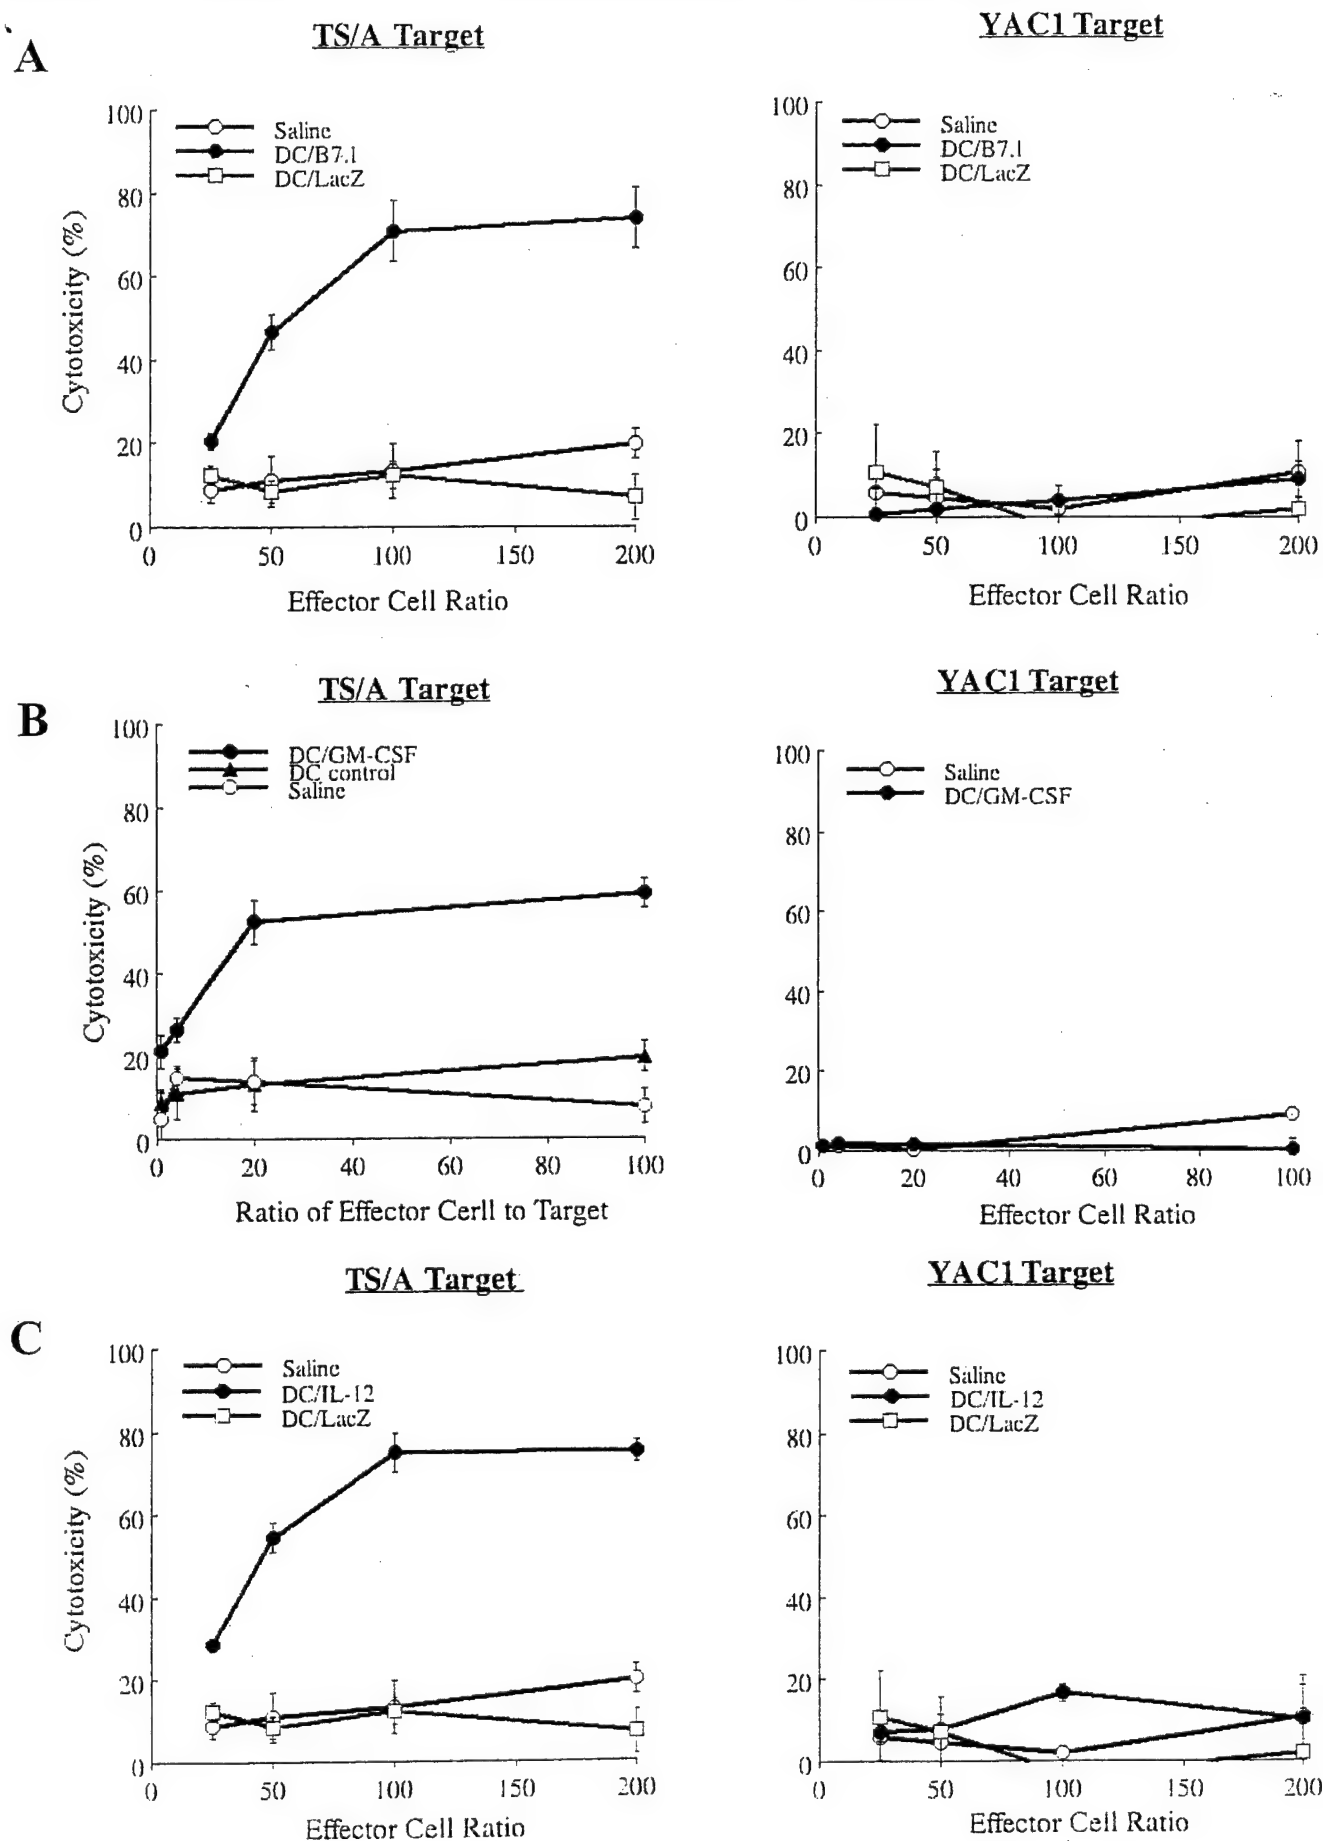 A
TS/A Target
100
80
60
40
20
0
Cytotoxicity (%)
Saline
DC/B7.1
DC/LacZ
0 50 100 150 200
Effector Cell Ratio
YAC1 Target
100
80
60
40
20
0
Saline
DC/B7.1
DC/LacZ
0 50 100 150 200
Effector Cell Ratio
B
TS/A Target
100
80
60
40
20
0
Cytotoxicity (%)
DC/GM-CSF
DC control
Saline
0 20 40 60 80 100
Ratio of Effector Cerll to Target
YAC1 Target
100
80
60
40
20
0
Saline
DC/GM-CSF
0 20 40 60 80 100
Effector Cell Ratio
C
TS/A Target
100
80
60
40
20
0
Cytotoxicity (%)
Saline
DC/IL-12
DC/LacZ
0 50 100 150 200
Effector Cell Ratio
YAC1 Target
100
80
60
40
20
0
Saline
DC/IL-12
DC/LacZ
0 50 100 150 200
Effector Cell Ratio